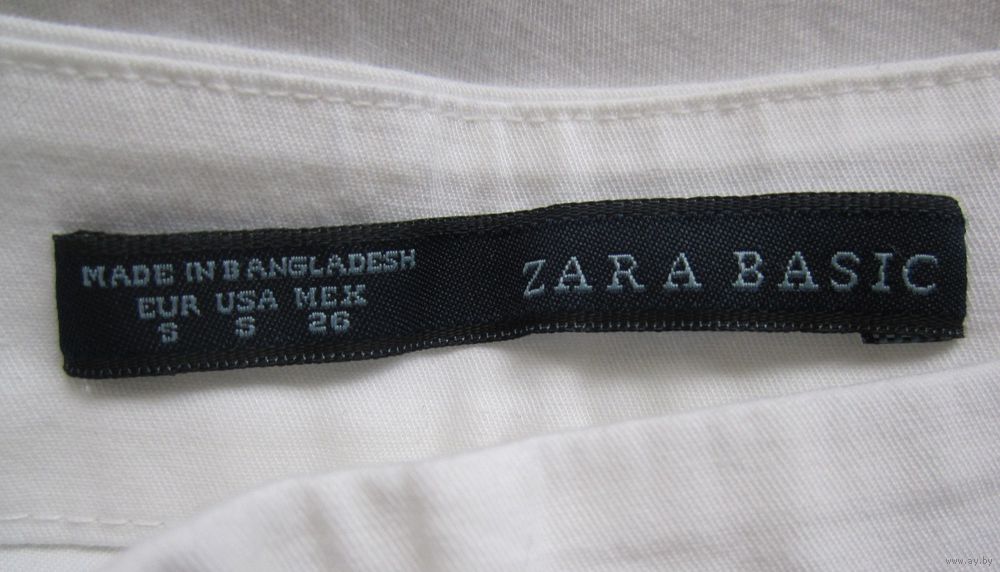 MADE IN BANGLADESH
EUR USA MEX
S S 26
ZARA BASIC
www.ay.by